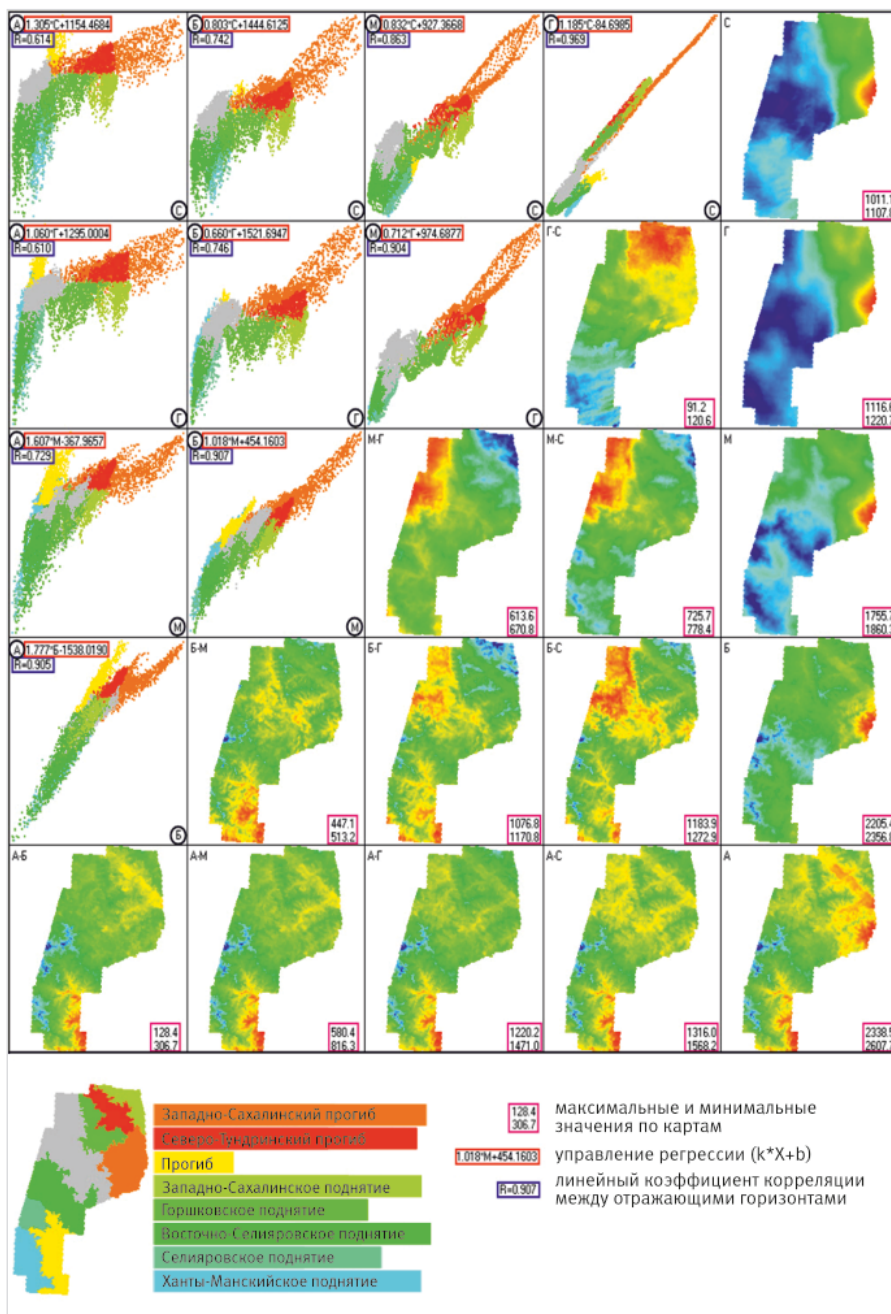 А 1.305*С+1154.4684
R=0.614
С
Б 0.803*С+1444.6125
R=0.742
С
М 0.832*С+927.3668
R=0.863
С
Г 1.185*С-84.6985
R=0.969
С
С
1011.1
А 1.060*Г+1295.0004
R=0.610
Г
Б 0.660*Г+1521.6947
R=0.746
Г
М 0.712*Г+974.6877
R=0.904
Г
Г-С
91.2
120.6
Г
А 1.607*М-367.9657
R=0.729
М
Б 1.018*М+454.1603
R=0.907
М
М-Г
613.6
670.8
М-С
725.7
778.4
М
А 1.777*Б-1538.0190
R=0.905
Б
Б-М
447.1
513.2
Б-Г
1076.8
1170.8
Б-С
1183.9
1272.9
Б
2205.4
А-Б
128.4
306.7
А-М
580.4
816.3
А-Г
1220.2
1471.0
А-С
1316.0
1568.2
А
Западно-Сахалинский прогиб
Северо-Тундринский прогиб
Прогиб
Западно-Сахалинское поднятие
Горшковское поднятие
Восточно-Селияровское поднятие
Селияровское поднятие
Ханты-Манскийское поднятие
128.4
306.7
максимальные и минимальные
значения по картам
1.018*М+454.1603
управление регрессии (k*X+b)
R=0.907
линейный коэффициент корреляции
между отражающими горизонтами